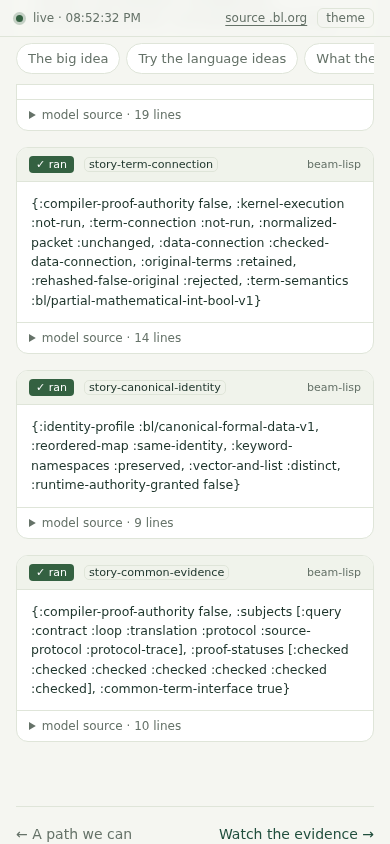 live · 08:52:32 PM
source .bl.org
theme
The big idea
Try the language ideas
What the
▶ model source · 19 lines
✓ ran
story-term-connection
beam-lisp
{:compiler-proof-authority false, :kernel-execution
:not-run, :term-connection :not-run, :normalized-
packet :unchanged, :data-connection :checked-
data-connection, :original-terms :retained,
:rehashed-false-original :rejected, :term-semantics
:bl/partial-mathematical-int-bool-v1}
▶ model source · 14 lines
✓ ran
story-canonical-identity
beam-lisp
{:identity-profile :bl/canonical-formal-data-v1,
:reordered-map :same-identity, :keyword-
namespaces :preserved, :vector-and-list :distinct,
:runtime-authority-granted false}
▶ model source · 9 lines
✓ ran
story-common-evidence
beam-lisp
{:compiler-proof-authority false, :subjects [:query
:contract :loop :translation :protocol :source-
protocol :protocol-trace], :proof-statuses [:checked
:checked :checked :checked :checked :checked
:checked], :common-term-interface true}
▶ model source · 10 lines
← A path we can
Watch the evidence →